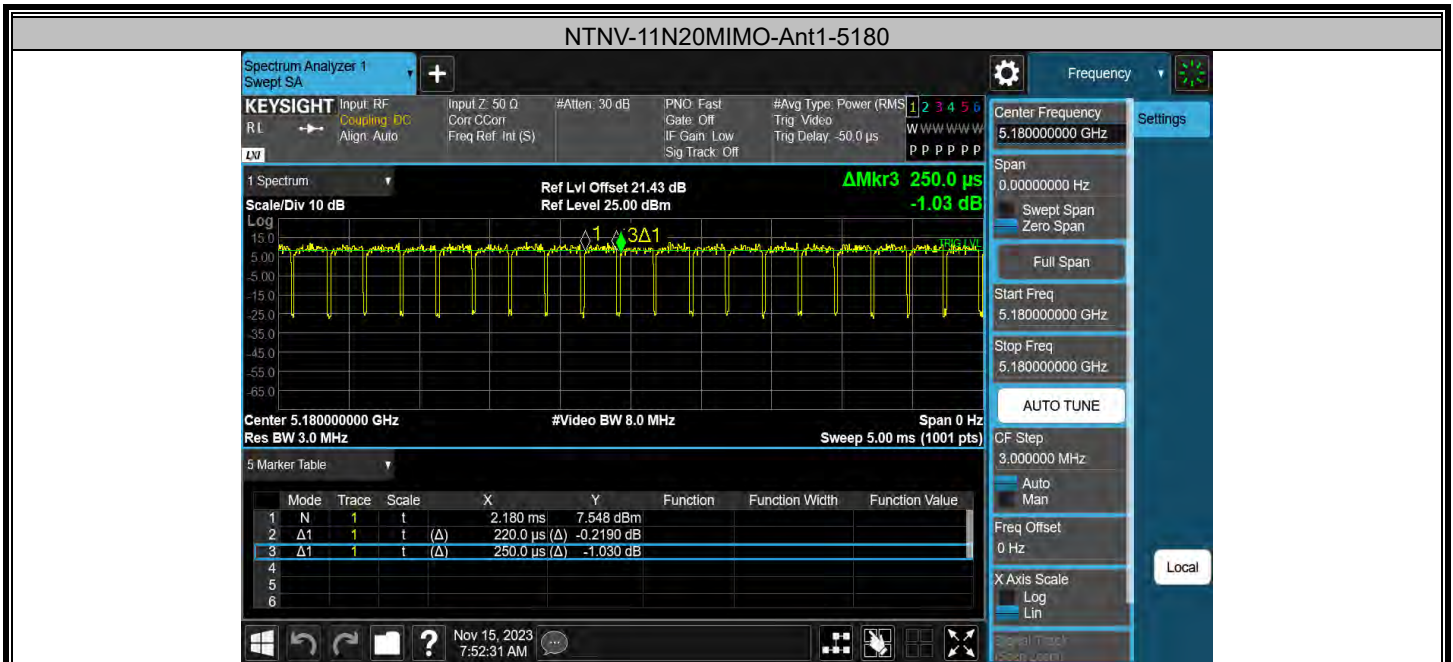 NTNV-11N20MIMO-Ant1-5180
Spectrum Analyzer 1
Swept SA
+
Frequency
KEYSIGHT
RL
LXI
Input: RF
Coupling: DC
Align: Auto
Input Z: 50 Ω
Corr CCorr
Freq Ref: Int (S)
#Atten: 30 dB
PNO: Fast
Gate: Off
IF Gain: Low
Sig Track: Off
#Avg Type: Power (RMS
Trig: Video
Trig Delay: -50.0 µs
1 2 3 4 5 6
W W W W W W
P P P P P P
1 Spectrum
Scale/Div 10 dB
Ref Lvl Offset 21.43 dB
Ref Level 25.00 dBm
ΔMkr3 250.0 µs
-1.03 dB
Log
15.0
5.00
-5.00
-15.0
-25.0
-35.0
-45.0
-55.0
-65.0
1
3Δ1
TRIG LVL
Center 5.180000000 GHz
#Video BW 8.0 MHz
Span 0 Hz
Res BW 3.0 MHz
Sweep 5.00 ms (1001 pts)
5 Marker Table
Mode Trace Scale X Y Function Function Width Function Value
1 N 1 t 2.180 ms 7.548 dBm
2 Δ1 1 t (Δ) 220.0 µs (Δ) -0.2190 dB
3 Δ1 1 t (Δ) 250.0 µs (Δ) -1.030 dB
4
5
6
?
Nov 15, 2023
7:52:31 AM
Center Frequency
5.180000000 GHz
Settings
Span
0.00000000 Hz
Swept Span
Zero Span
Full Span
Start Freq
5.180000000 GHz
Stop Freq
5.180000000 GHz
AUTO TUNE
CF Step
3.000000 MHz
Auto
Man
Freq Offset
0 Hz
X Axis Scale
Log
Lin
Local
Signal Track